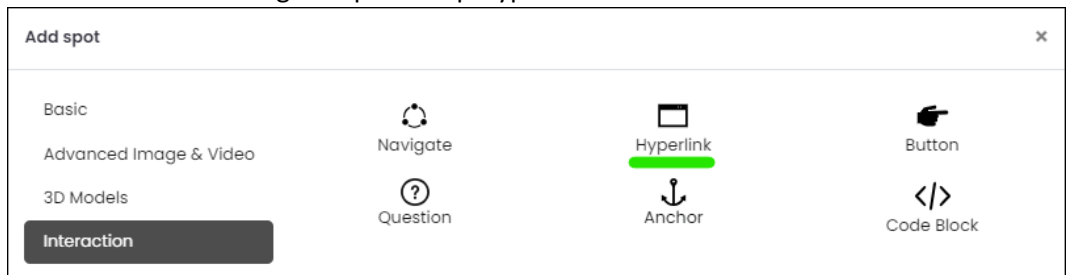 Add spot
Basic
Advanced Image & Video
3D Models
Interaction
Navigate
Hyperlink
Button
Question
Anchor
Code Block